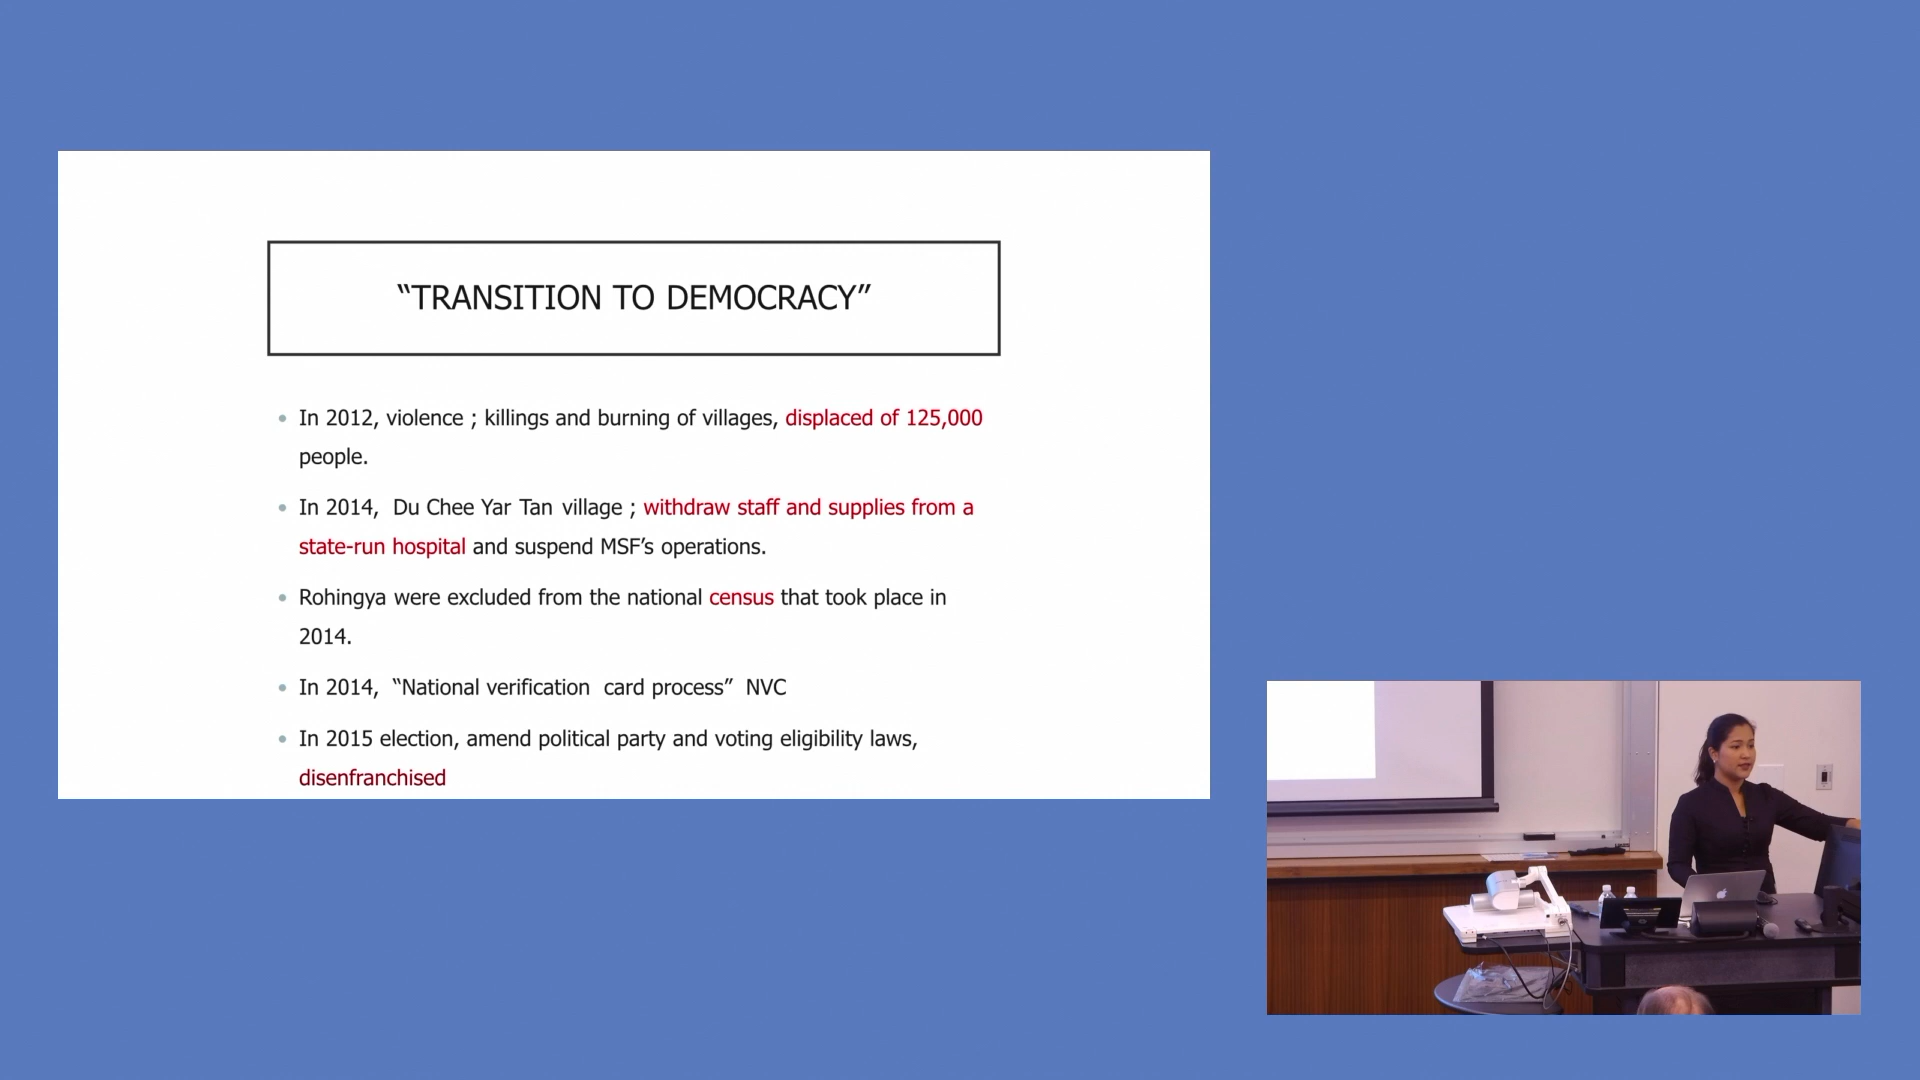 “TRANSITION TO DEMOCRACY”
• In 2012, violence ; killings and burning of villages, displaced of 125,000
people.
• In 2014, Du Chee Yar Tan village ; withdraw staff and supplies from a
state-run hospital and suspend MSF’s operations.
• Rohingya were excluded from the national census that took place in
2014.
• In 2014, “National verification card process” NVC
• In 2015 election, amend political party and voting eligibility laws,
disenfranchised